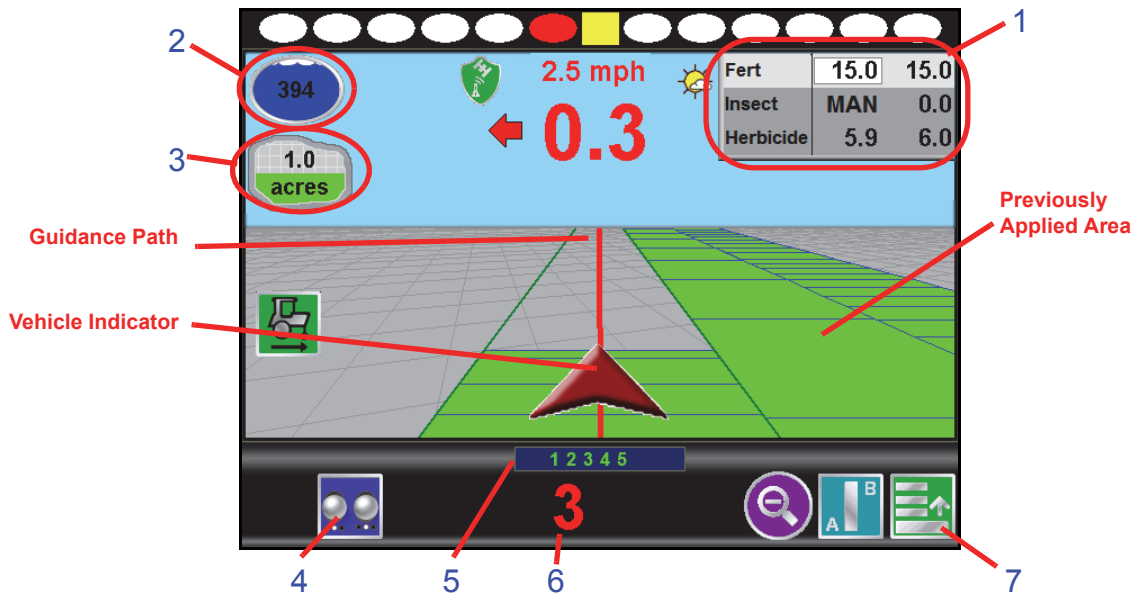 1
2
2.5 mph
Fert 15.0 15.0
394
Insect MAN 0.0
0.3
Herbicide 5.9 6.0
3
1.0
acres
Previously
Applied Area
Guidance Path
Vehicle Indicator
1 2 3 4 5
3
A B
4
5
6
7